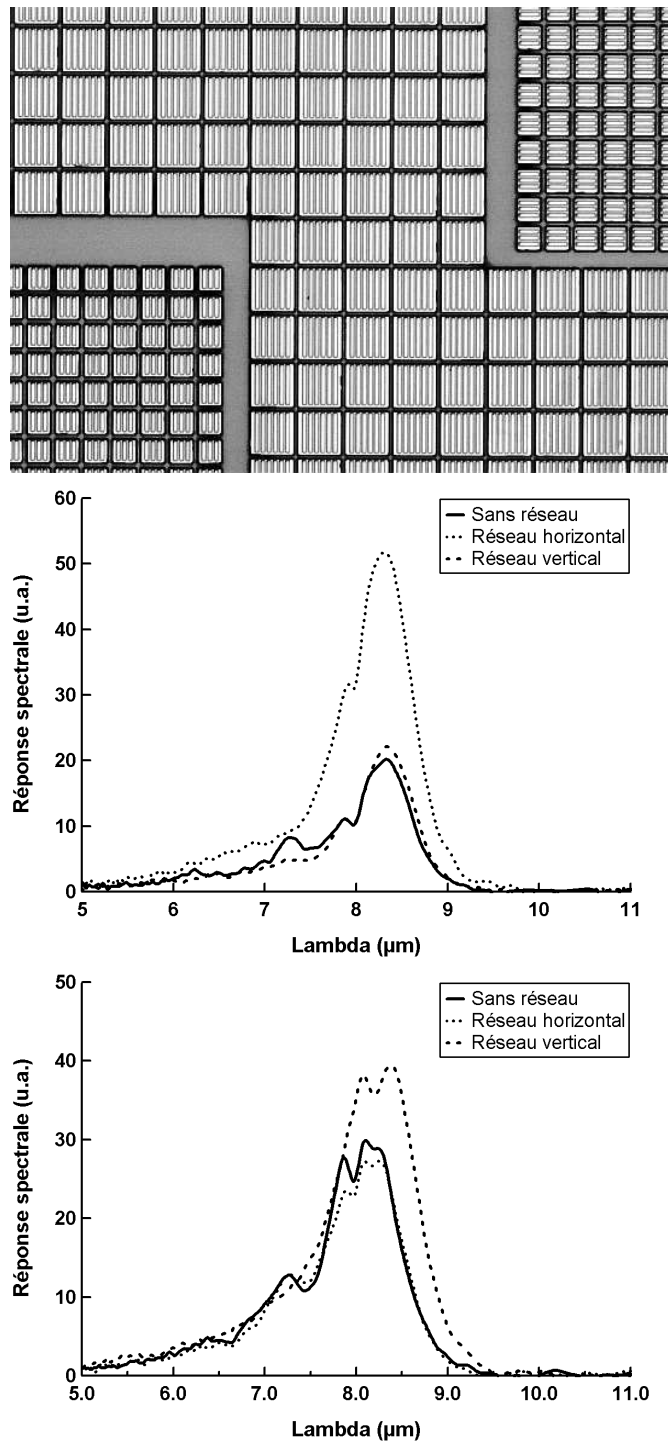 60
50
40
30
20
10
0
Réponse spectrale (u.a.)
Sans réseau
Réseau horizontal
Réseau vertical
5 6 7 8 9 10 11
Lambda (µm)
50
40
30
20
10
0
Réponse spectrale (u.a.)
Sans réseau
Réseau horizontal
Réseau vertical
5.0 6.0 7.0 8.0 9.0 10.0 11.0
Lambda (µm)